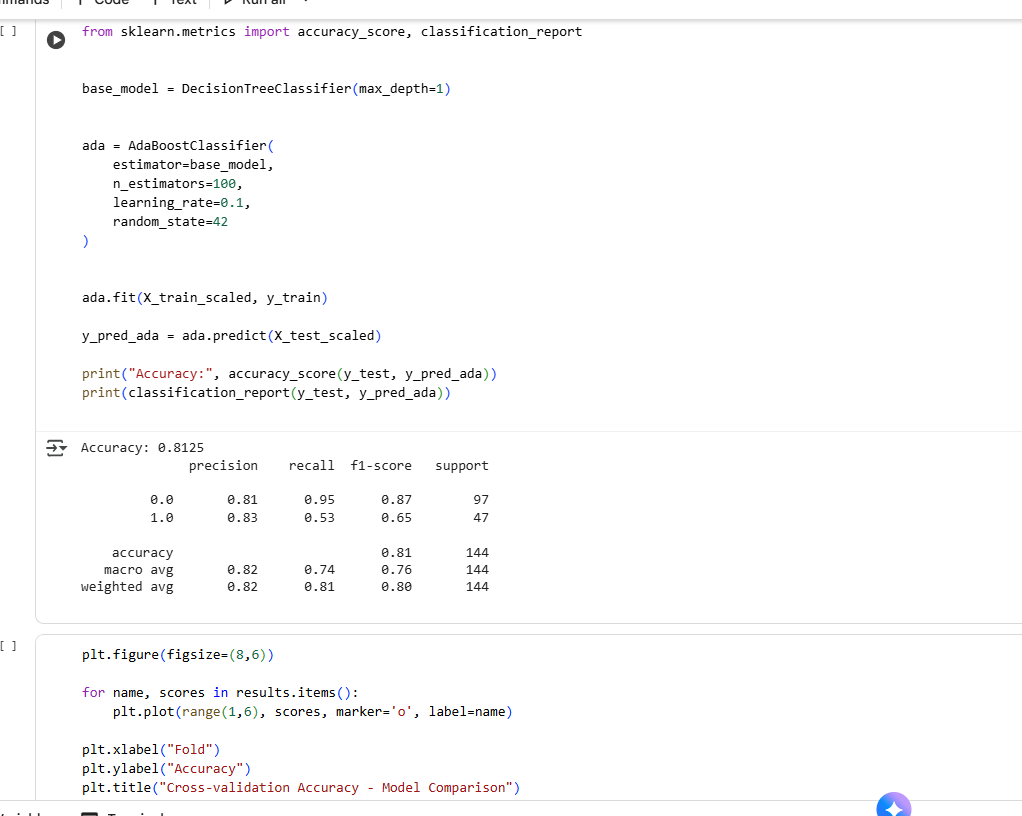 Code Text Run all
[ ] from sklearn.metrics import accuracy_score, classification_report
base_model = DecisionTreeClassifier(max_depth=1)
ada = AdaBoostClassifier(
    estimator=base_model,
    n_estimators=100,
    learning_rate=0.1,
    random_state=42
)
ada.fit(X_train_scaled, y_train)
y_pred_ada = ada.predict(X_test_scaled)
print("Accuracy:", accuracy_score(y_test, y_pred_ada))
print(classification_report(y_test, y_pred_ada))
Accuracy: 0.8125
precision recall f1-score support
0.0 0.81 0.95 0.87 97
1.0 0.83 0.53 0.65 47
accuracy 0.81 144
macro avg 0.82 0.74 0.76 144
weighted avg 0.82 0.81 0.80 144
[ ] plt.figure(figsize=(8,6))
for name, scores in results.items():
    plt.plot(range(1,6), scores, marker='o', label=name)
plt.xlabel("Fold")
plt.ylabel("Accuracy")
plt.title("Cross-validation Accuracy - Model Comparison")